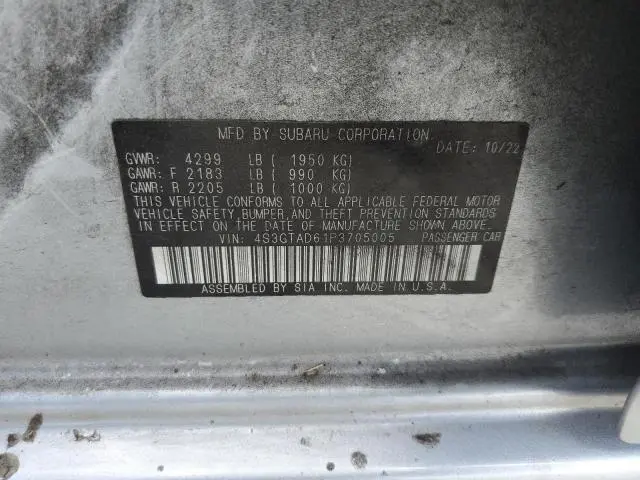 MFD BY SUBARU CORPORATION
DATE: 10/22
GVWR: 4299 LB ( 1950 KG)
GAWR: F 2183 LB ( 990 KG)
GAWR: R 2205 LB ( 1000 KG)
THIS VEHICLE CONFORMS TO ALL APPLICABLE FEDERAL MOTOR
VEHICLE SAFETY, BUMPER, AND THEFT PREVENTION STANDARDS
IN EFFECT ON THE DATE OF MANUFACTURE SHOWN ABOVE.
VIN: 4S3GTAD61P3705005 PASSENGER CAR
ASSEMBLED BY SIA INC. MADE IN U.S.A.